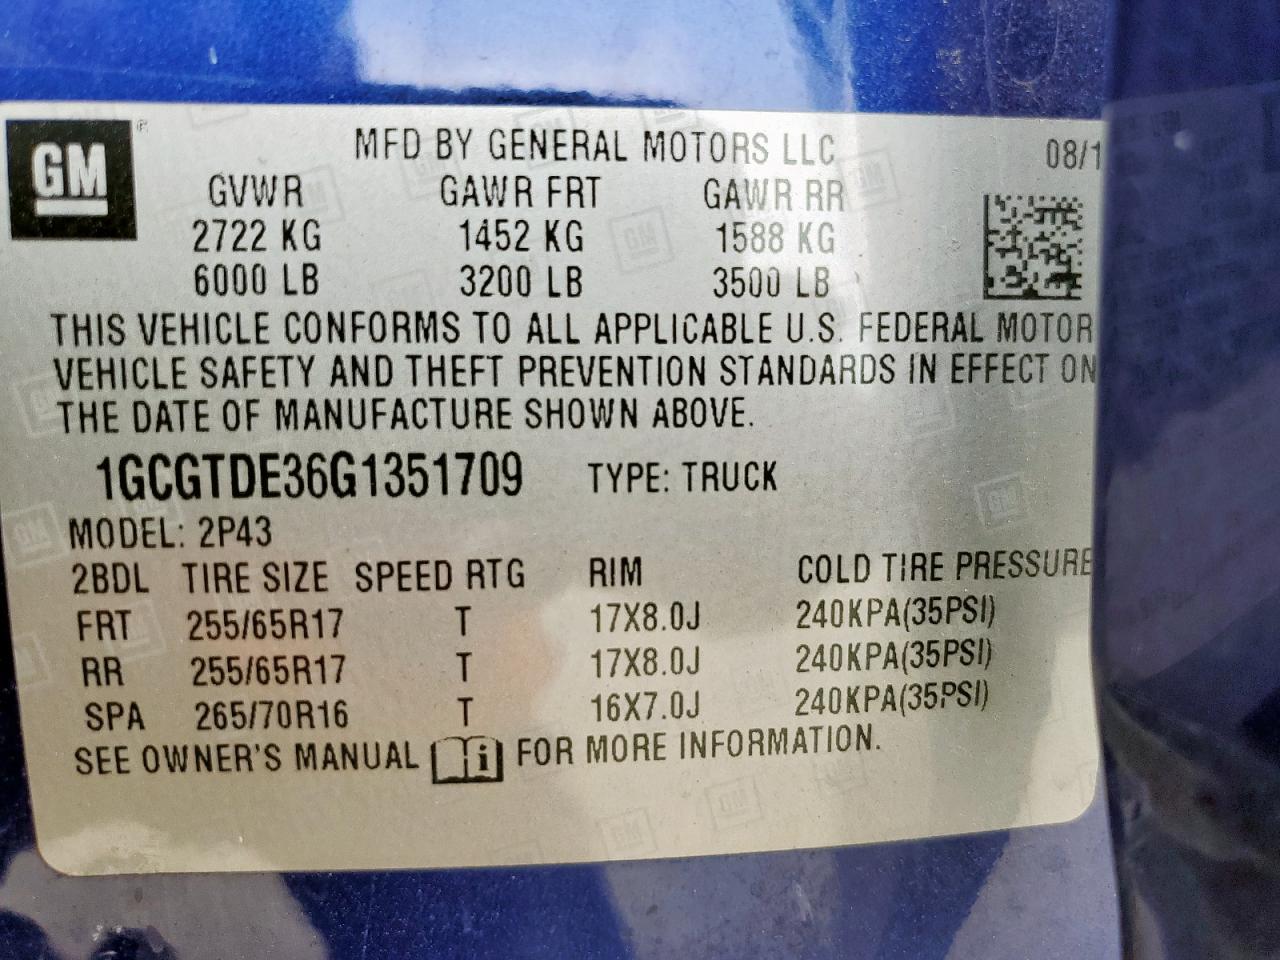 GM
MFD BY GENERAL MOTORS LLC 08/1
GVWR GAWR FRT GAWR RR
2722 KG 1452 KG 1588 KG
6000 LB 3200 LB 3500 LB
THIS VEHICLE CONFORMS TO ALL APPLICABLE U.S. FEDERAL MOTOR
VEHICLE SAFETY AND THEFT PREVENTION STANDARDS IN EFFECT ON
THE DATE OF MANUFACTURE SHOWN ABOVE.
1GCGTDE36G1351709 TYPE: TRUCK
MODEL: 2P43
2BDL TIRE SIZE SPEED RTG RIM COLD TIRE PRESSURE
FRT 255/65R17 T 17X8.0J 240KPA(35PSI)
RR 255/65R17 T 17X8.0J 240KPA(35PSI)
SPA 265/70R16 T 16X7.0J 240KPA(35PSI)
SEE OWNER'S MANUAL i FOR MORE INFORMATION.